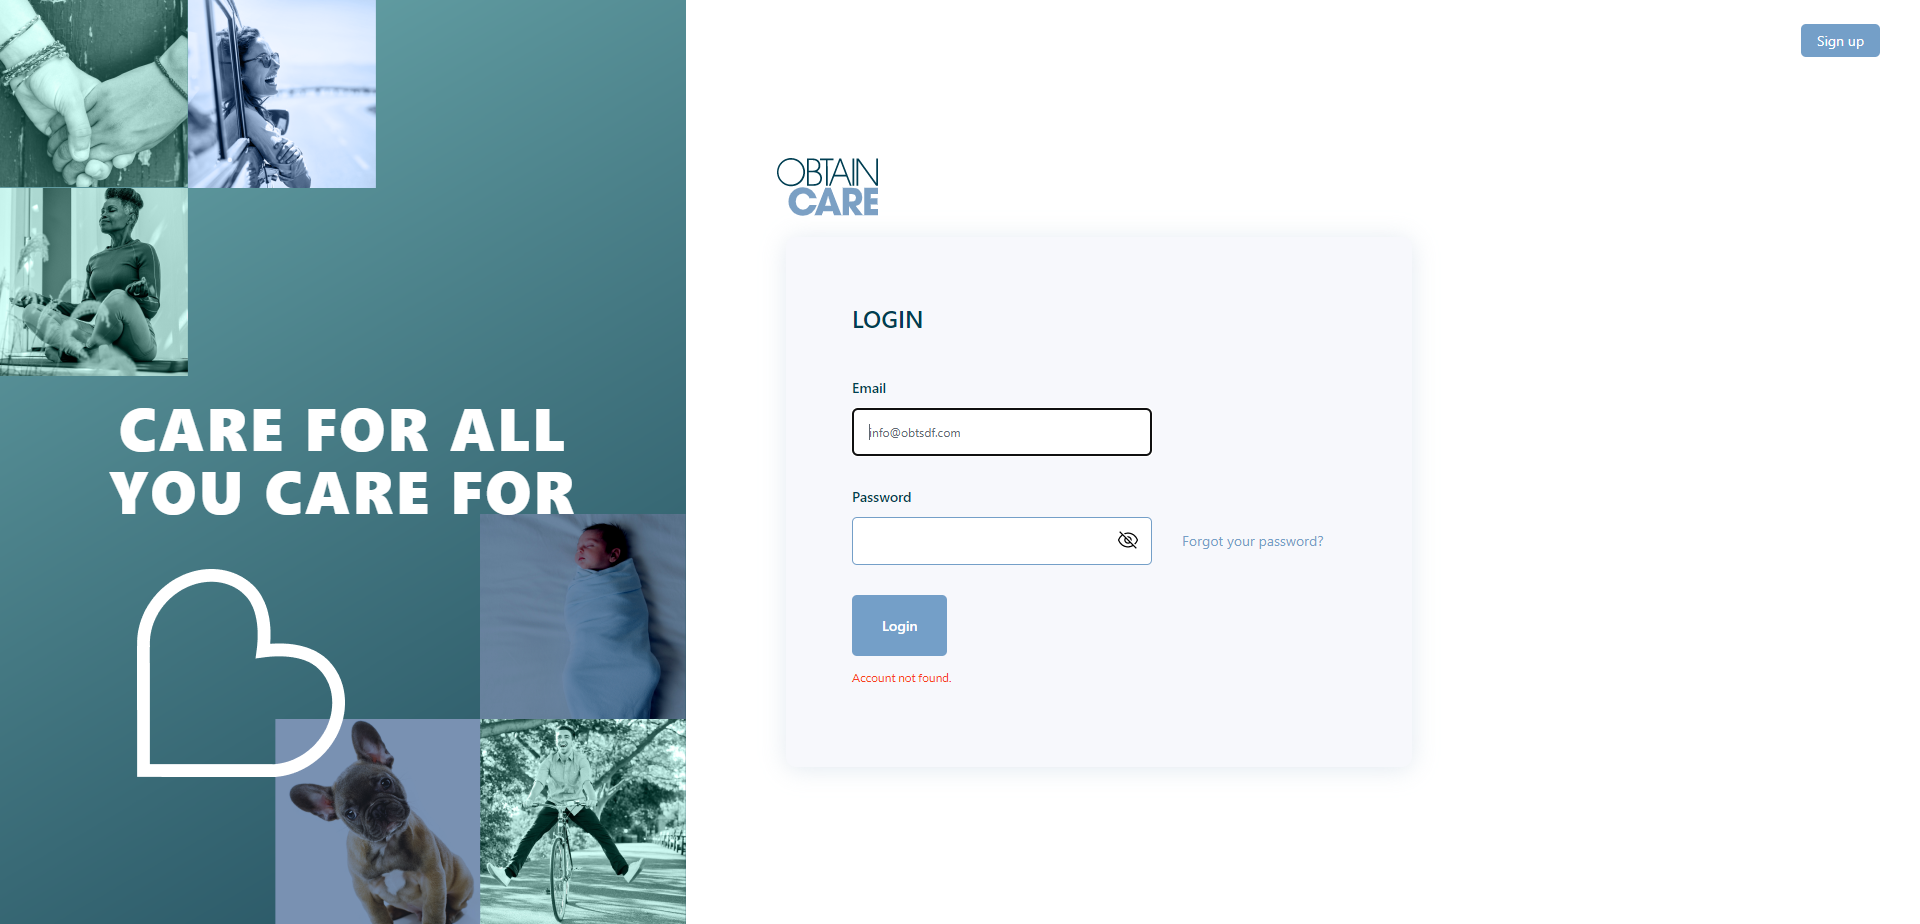 CARE FOR ALL
YOU CARE FOR
Sign up
OBTAIN
CARE
LOGIN
Email
info@obtsdf.com
Password
Forgot your password?
Login
Account not found.